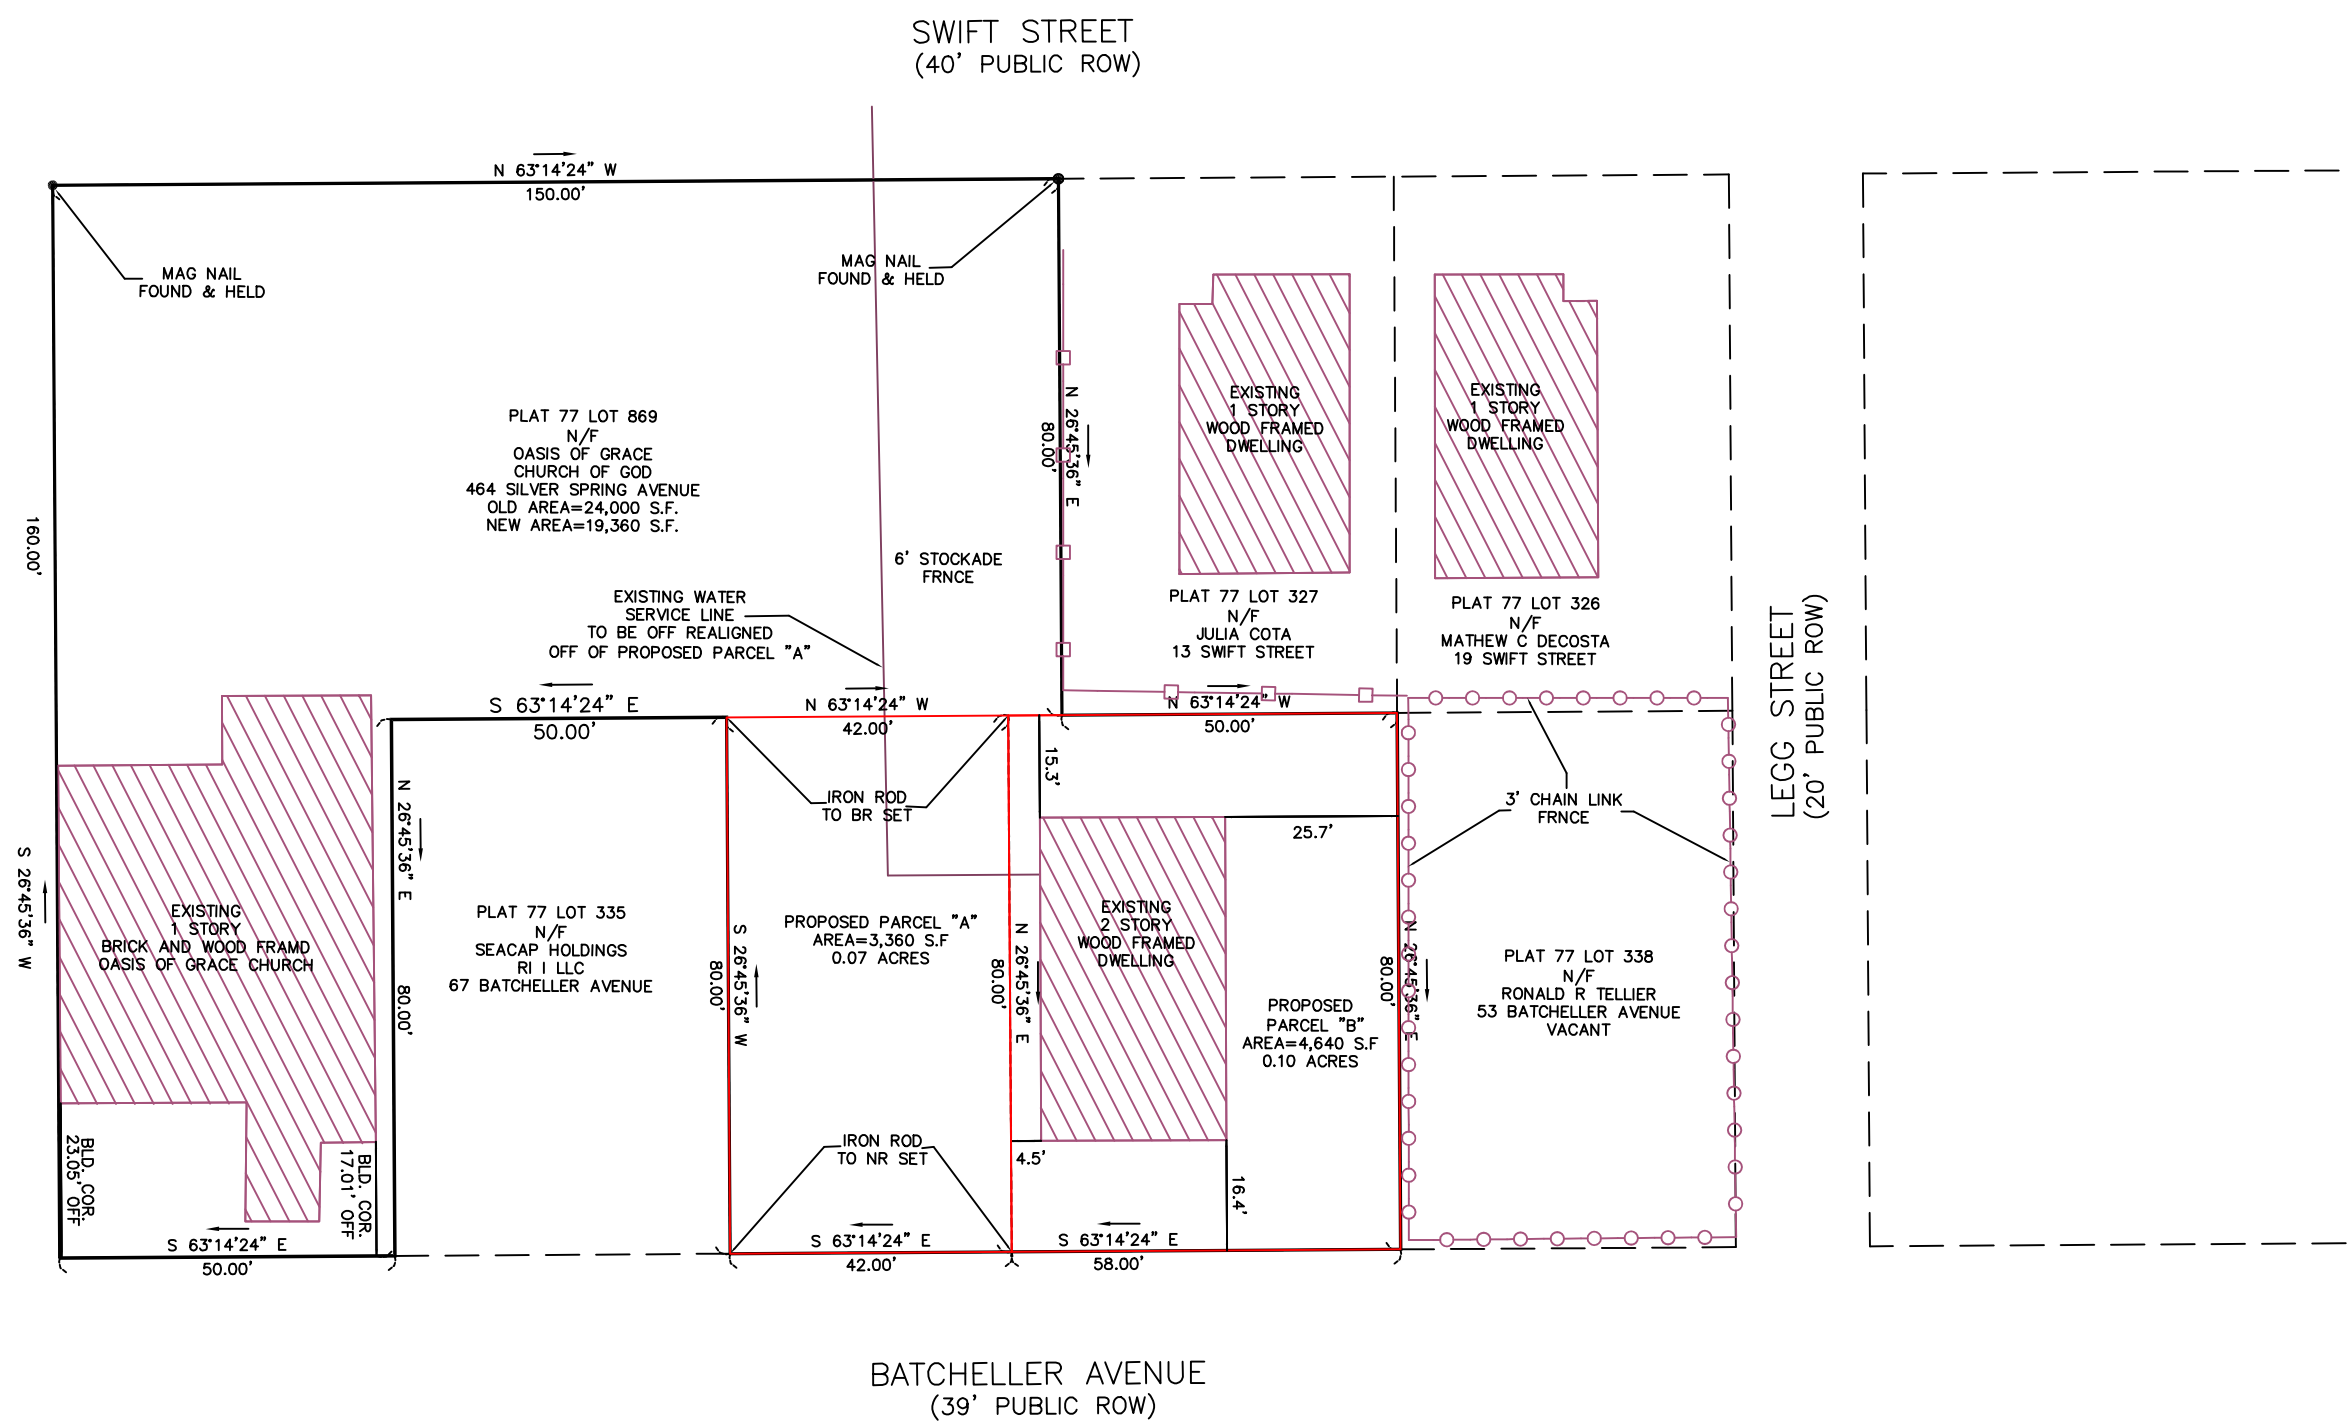 SWIFT STREET
(40' PUBLIC ROW)
N 63°14'24" W
150.00'
MAG NAIL
FOUND & HELD
MAG NAIL
FOUND & HELD
PLAT 77 LOT 869
N/F
OASIS OF GRACE
CHURCH OF GOD
464 SILVER SPRING AVENUE
OLD AREA=24,000 S.F.
NEW AREA=19,360 S.F.
N 26°45'36" E
80.00'
EXISTING
1 STORY
WOOD FRAMED
DWELLING
EXISTING
1 STORY
WOOD FRAMED
DWELLING
160.00'
S 26°45'36" W
6' STOCKADE
FRNCE
EXISTING WATER
SERVICE LINE
TO BE OFF REALIGNED
OFF OF PROPOSED PARCEL "A"
PLAT 77 LOT 327
N/F
JULIA COTA
13 SWIFT STREET
PLAT 77 LOT 326
N/F
MATHEW C DECOSTA
19 SWIFT STREET
LEGG STREET
(20' PUBLIC ROW)
S 63°14'24" E
50.00'
N 63°14'24" W
42.00'
N 63°14'24" W
50.00'
15.3'
IRON ROD
TO BR SET
25.7'
3' CHAIN LINK
FRNCE
N 26°45'36" E
80.00'
EXISTING
1 STORY
BRICK AND WOOD FRAMD
OASIS OF GRACE CHURCH
PLAT 77 LOT 335
N/F
SEACAP HOLDINGS
RI I LLC
67 BATCHELLER AVENUE
S 26°45'36" W
80.00'
PROPOSED PARCEL "A"
AREA=3,360 S.F
0.07 ACRES
N 26°45'36" E
80.00'
EXISTING
2 STORY
WOOD FRAMED
DWELLING
PROPOSED
PARCEL "B"
AREA=4,640 S.F
0.10 ACRES
N 26°45'36" E
80.00'
PLAT 77 LOT 338
N/F
RONALD R TELLIER
53 BATCHELLER AVENUE
VACANT
BLD. COR.
23.05' OFF
BLD. COR.
17.01' OFF
IRON ROD
TO NR SET
4.5'
16.4'
S 63°14'24" E
50.00'
S 63°14'24" E
42.00'
S 63°14'24" E
58.00'
BATCHELLER AVENUE
(39' PUBLIC ROW)